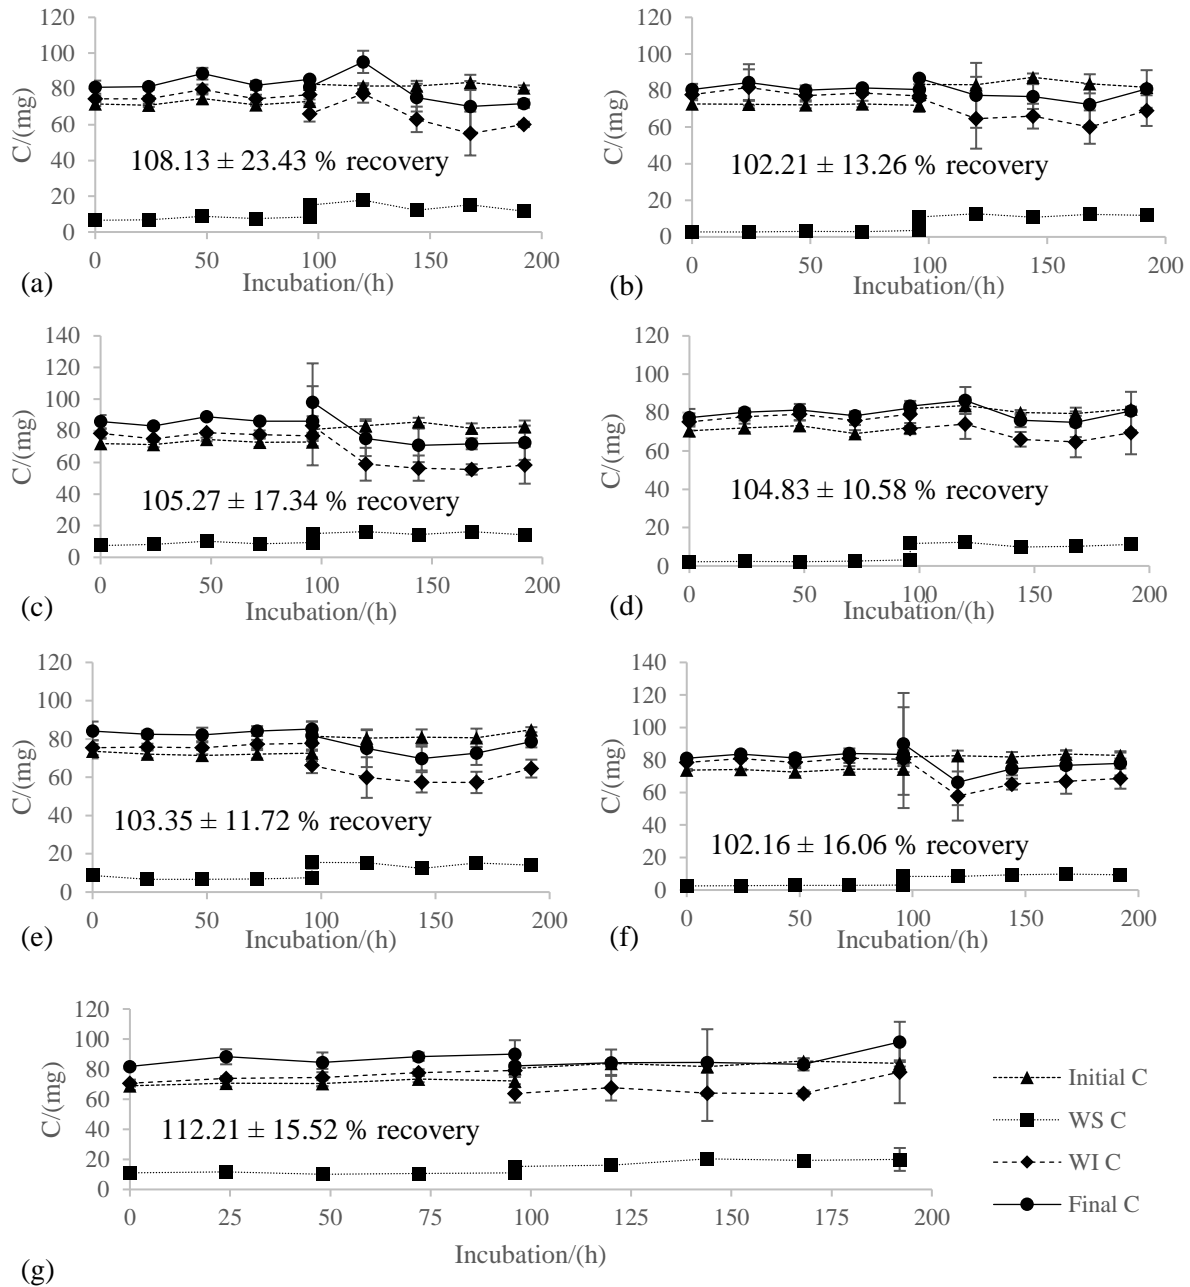 120
100
80
60
40
20
0
C/(mg)
108.13 ± 23.43 % recovery
0 50 100 150 200
(a) Incubation/(h)
120
100
80
60
40
20
0
C/(mg)
102.21 ± 13.26 % recovery
0 50 100 150 200
(b) Incubation/(h)
140
120
100
80
60
40
20
0
C/(mg)
105.27 ± 17.34 % recovery
0 50 100 150 200
(c) Incubation/(h)
120
100
80
60
40
20
0
C/(mg)
104.83 ± 10.58 % recovery
0 50 100 150 200
(d) Incubation/(h)
120
100
80
60
40
20
0
C/(mg)
103.35 ± 11.72 % recovery
0 50 100 150 200
(e) Incubation/(h)
140
120
100
80
60
40
20
0
C/(mg)
102.16 ± 16.06 % recovery
0 50 100 150 200
(f) Incubation/(h)
120
100
80
60
40
20
0
C/(mg)
112.21 ± 15.52 % recovery
0 25 50 75 100 125 150 175 200
Incubation/(h)
(g)
Initial C
WS C
WI C
Final C